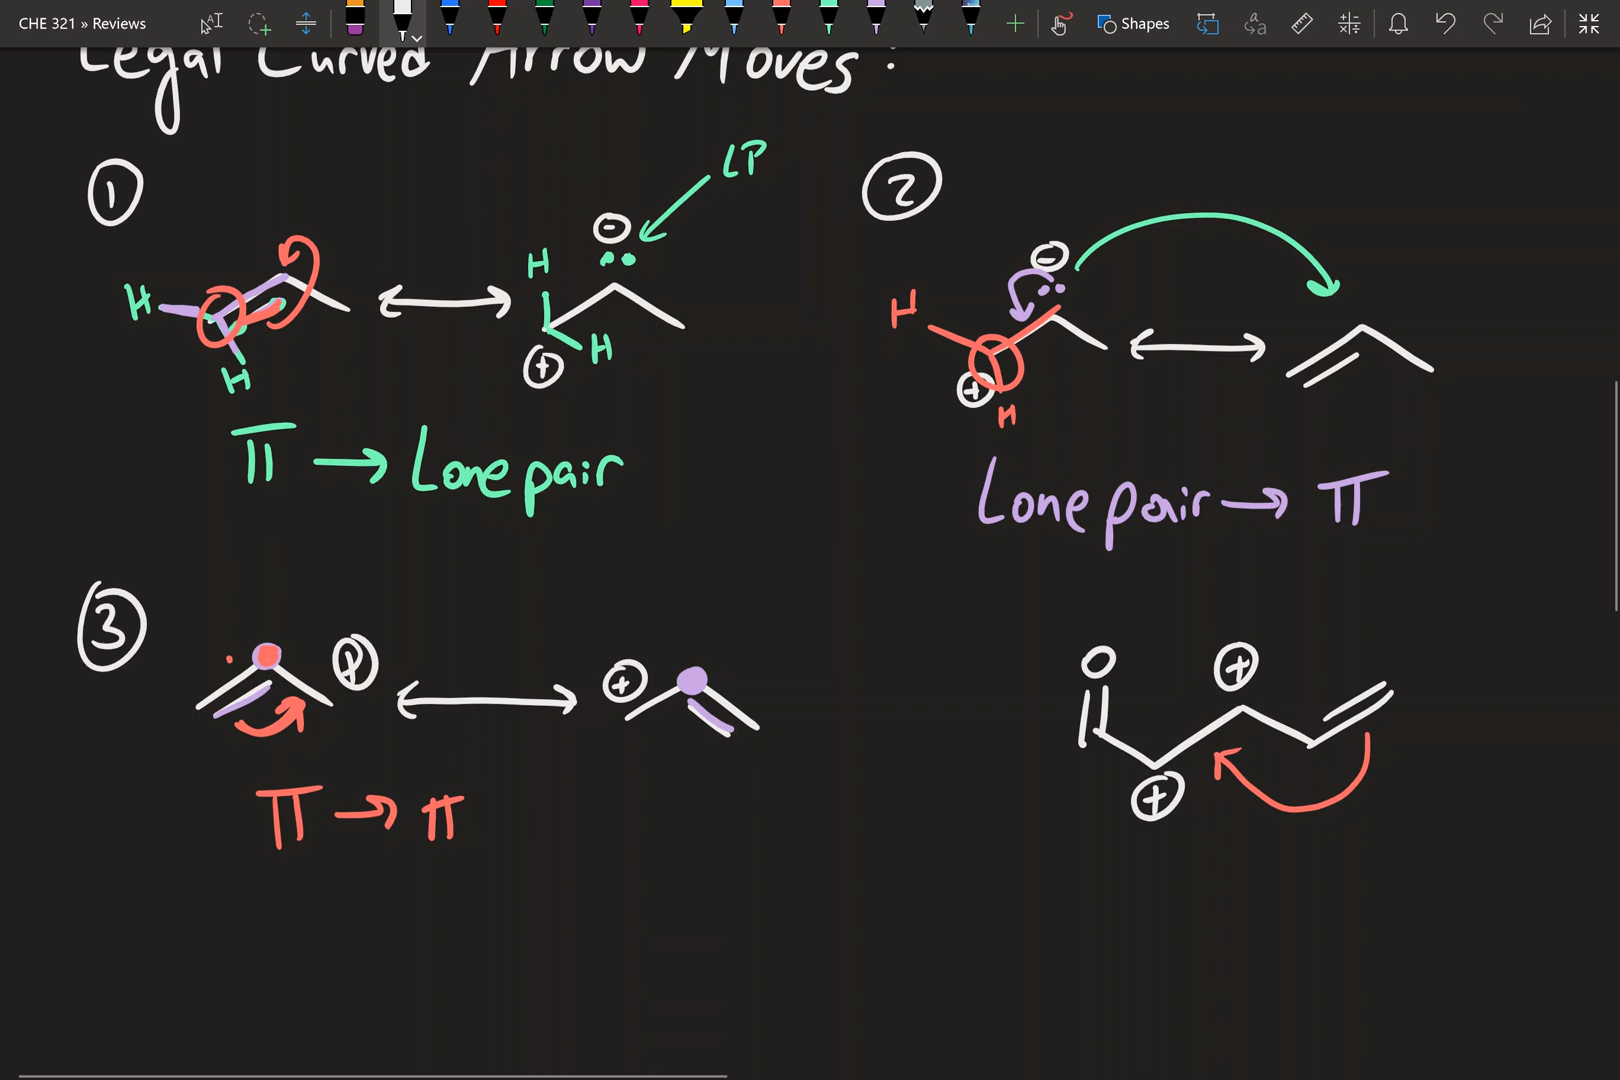 CHE 321 » Reviews
Shapes
Legal Curved Arrow Moves:
1
LP
H
H
H
H
⊖
⊕
π → Lone pair
2
⊖
H
⊕
H
Lone pair → π
3
⊕
⊕
π → π
O
⊕
⊕